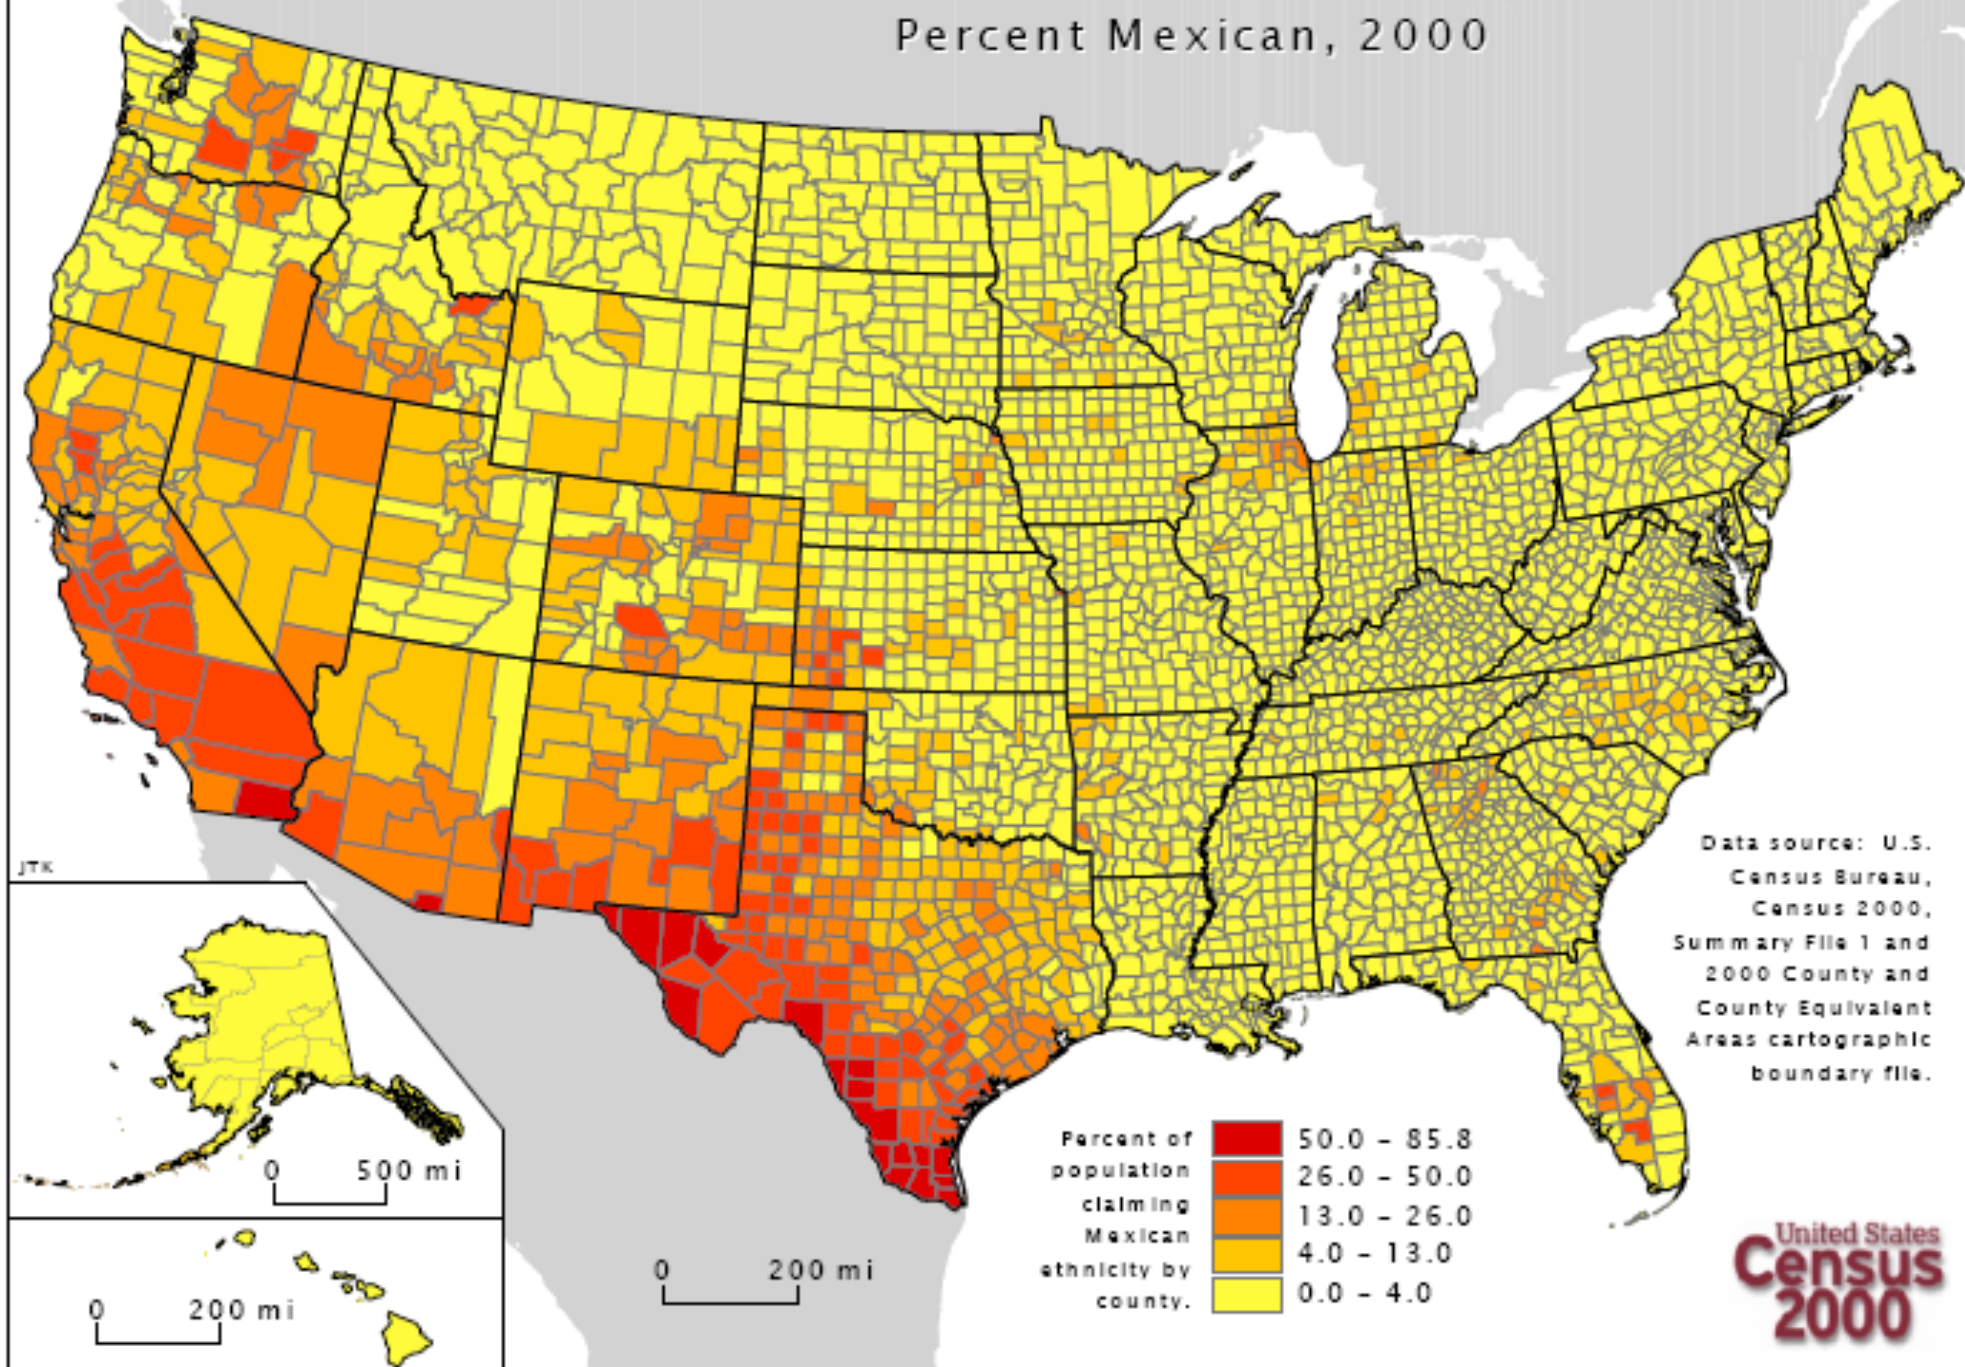 Percent Mexican, 2000
JTK
Data source: U.S.
Census Bureau,
Census 2000,
Summary File 1 and
2000 County and
County Equivalent
Areas cartographic
boundary file.
Percent of
population
claiming
Mexican
ethnicity by
county.
50.0 - 85.8
26.0 - 50.0
13.0 - 26.0
4.0 - 13.0
0.0 - 4.0
0 500 mi
0 200 mi
0 200 mi
United States
Census
2000